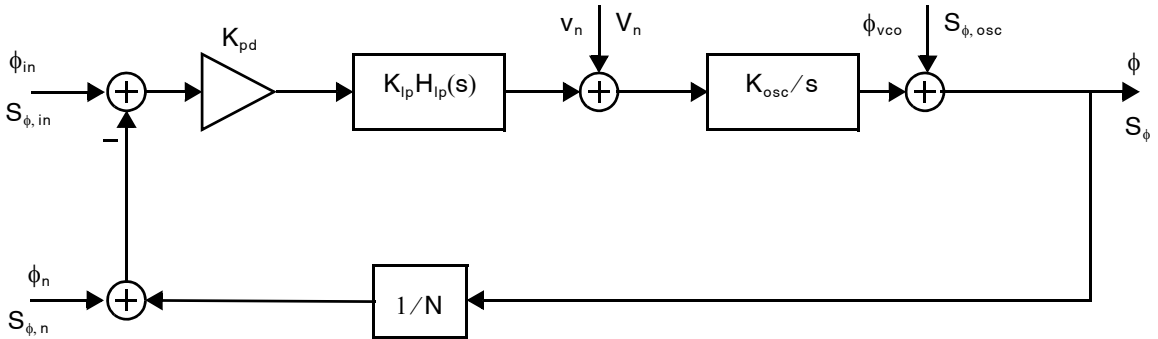 K_pd
v_n V_n
ϕ_vco S_ϕ, osc
ϕ_in
S_ϕ, in
K_lp H_lp(s)
K_osc/s
ϕ
S_ϕ
+
+
+
−
ϕ_n
S_ϕ, n
+
1/N